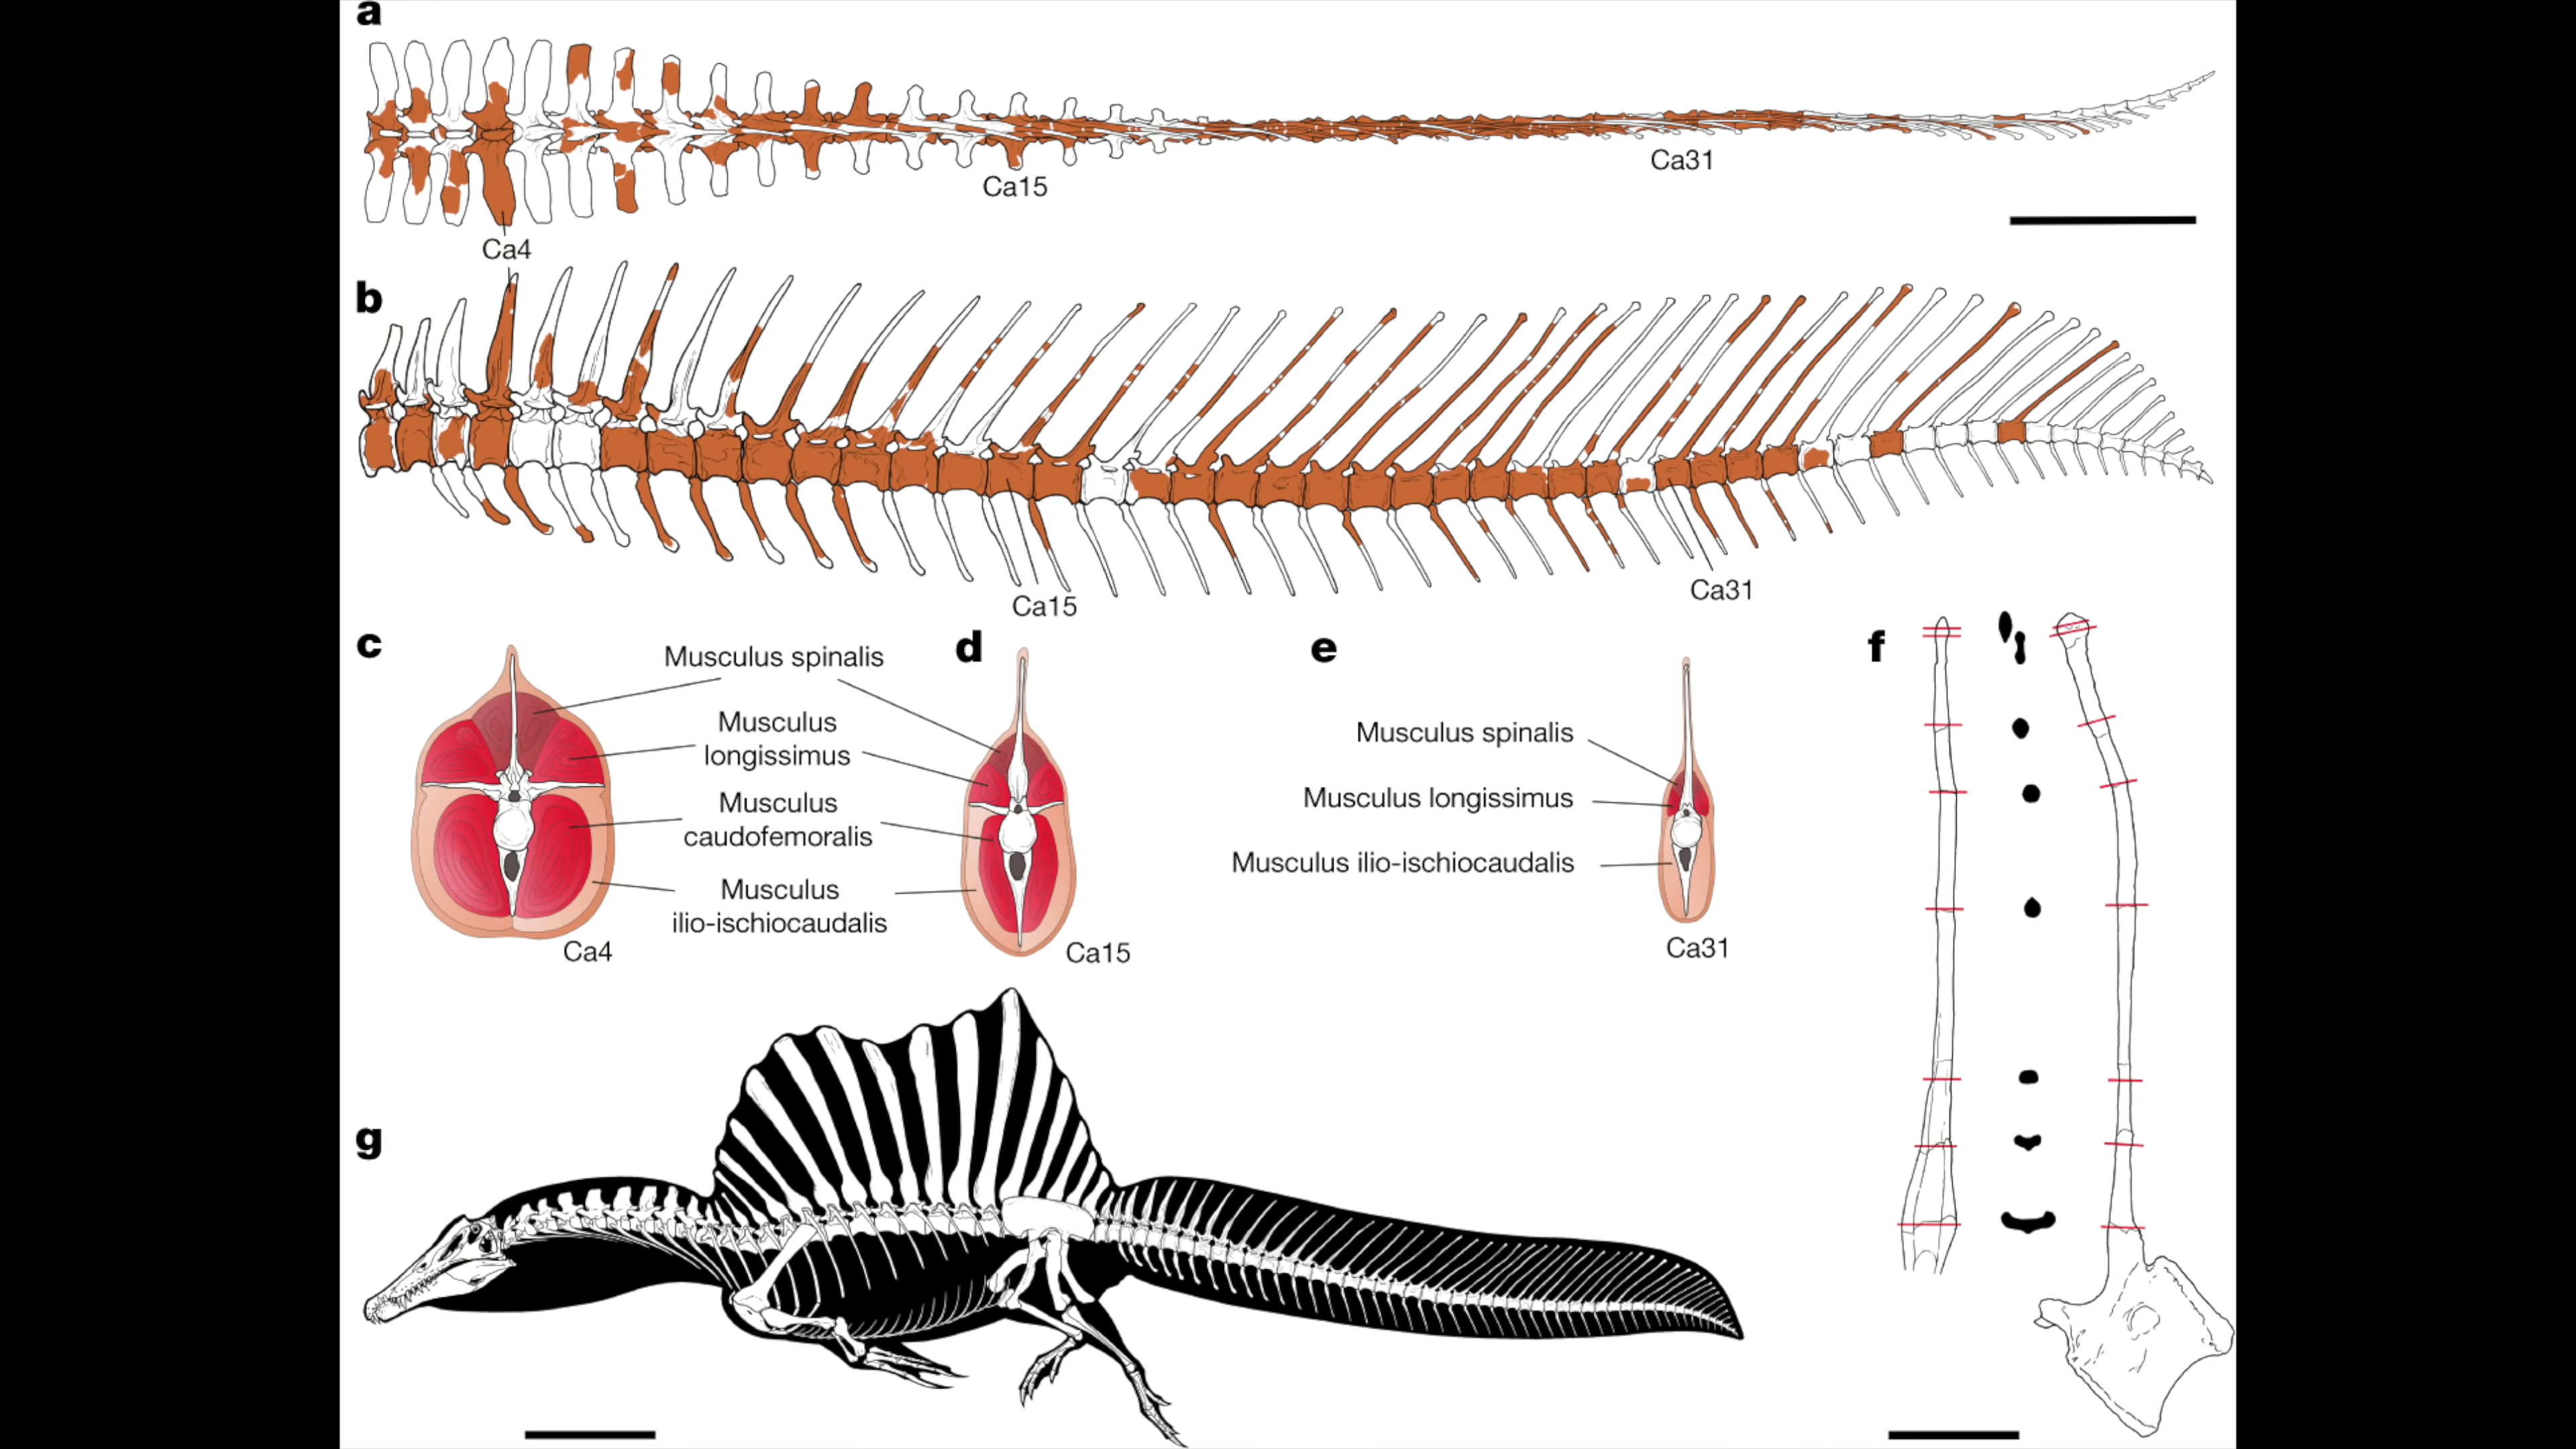 a
Ca15
Ca31
Ca4
b
Ca15
Ca31
c
Musculus spinalis
Musculus
longissimus
Musculus
caudofemoralis
Musculus
ilio-ischiocaudalis
Ca4
d
Ca15
e
Musculus spinalis
Musculus longissimus
Musculus ilio-ischiocaudalis
Ca31
f
g